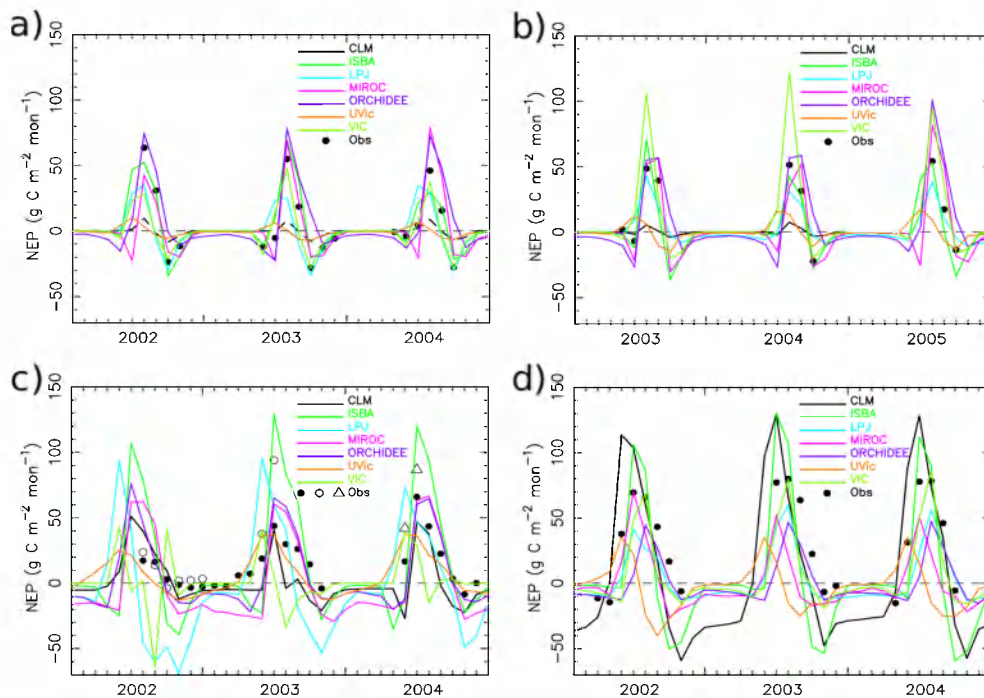 a)
NEP (g C m⁻² mon⁻¹)
150
100
50
0
−50
CLM
ISBA
LPJ
MIROC
ORCHIDEE
UVic
VIC
Obs
2002
2003
2004
b)
NEP (g C m⁻² mon⁻¹)
150
100
50
0
−50
CLM
ISBA
LPJ
MIROC
ORCHIDEE
UVic
VIC
Obs
2003
2004
2005
c)
NEP (g C m⁻² mon⁻¹)
150
100
50
0
−50
CLM
ISBA
LPJ
MIROC
ORCHIDEE
UVic
VIC
Obs
2002
2003
2004
d)
NEP (g C m⁻² mon⁻¹)
150
100
50
0
−50
CLM
ISBA
LPJ
MIROC
ORCHIDEE
UVic
VIC
Obs
2002
2003
2004